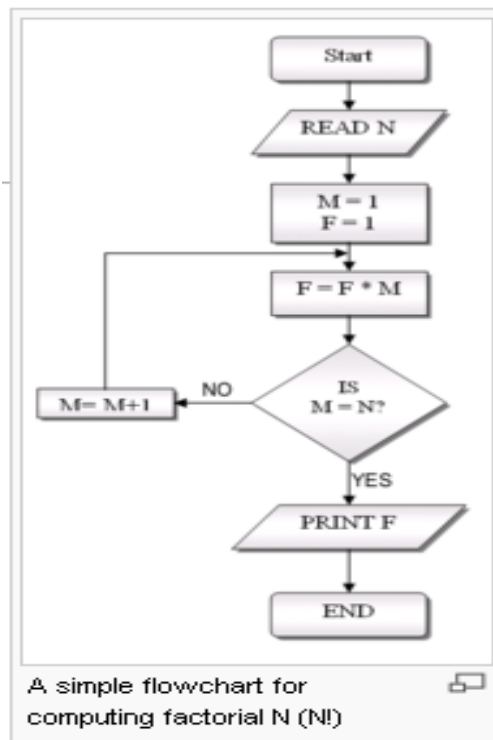 Start
READ N
M = 1
F = 1
F = F * M
IS
M = N?
NO
M= M+1
YES
PRINT F
END
A simple flowchart for
computing factorial N (N!)